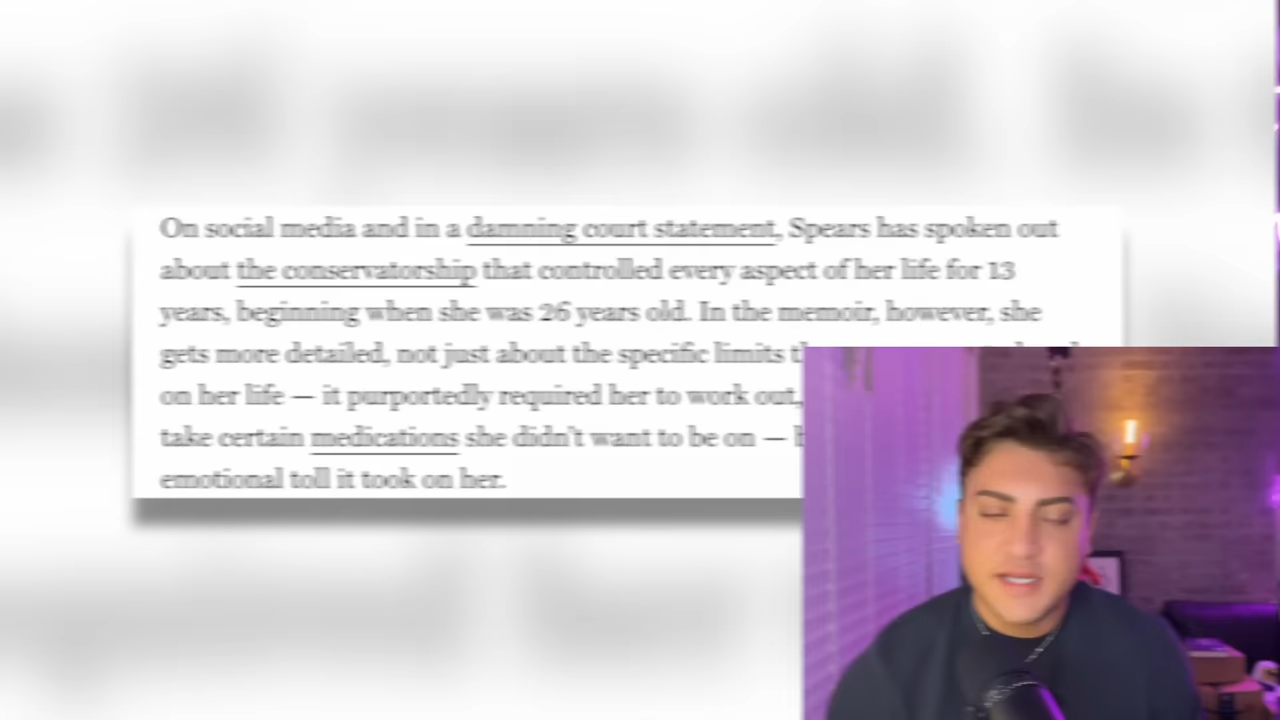 On social media and in a damning court statement, Spears has spoken out
about the conservatorship that controlled every aspect of her life for 13
years, beginning when she was 26 years old. In the memoir, however, she
gets more detailed, not just about the specific limits
on her life — it purportedly required her to work out,
take certain medications she didn't want to be on —
emotional toll it took on her.